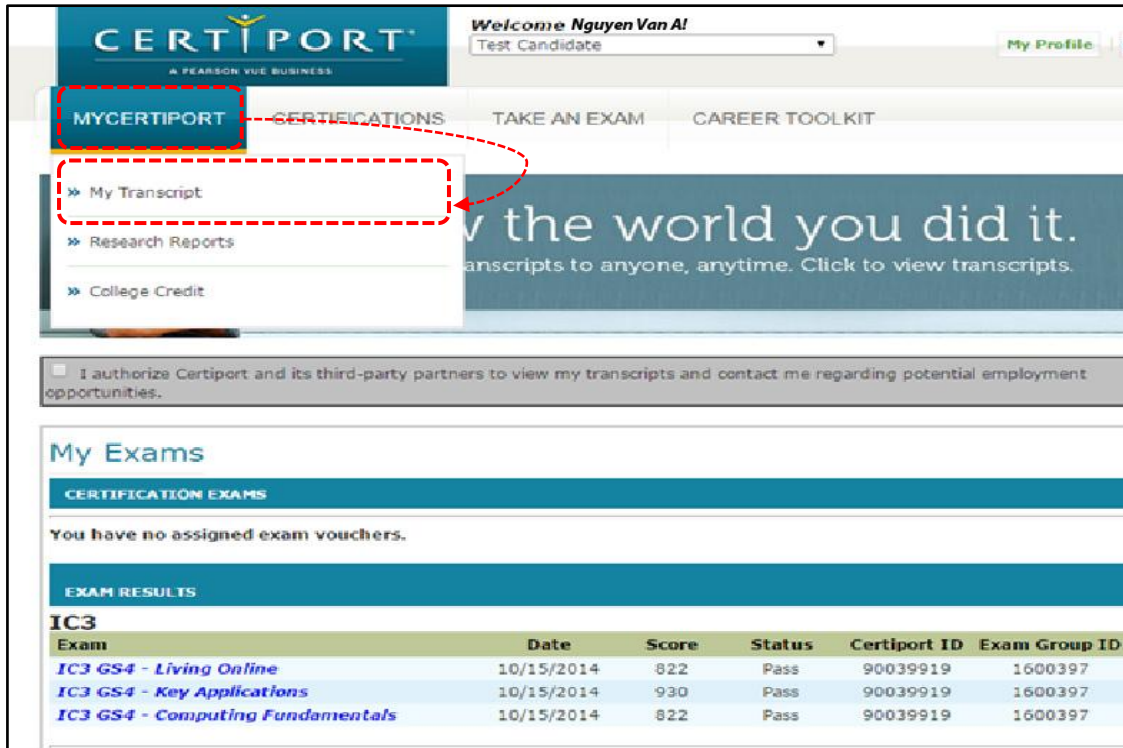 CERTIPORT
A PEARSON VUE BUSINESS
Welcome Nguyen Van A!
Test Candidate
My Profile
MYCERTIPORT CERTIFICATIONS TAKE AN EXAM CAREER TOOLKIT
» My Transcript
» Research Reports
» College Credit
the world you did it.
anscripts to anyone, anytime. Click to view transcripts.
I authorize Certiport and its third-party partners to view my transcripts and contact me regarding potential employment
opportunities.
My Exams
CERTIFICATION EXAMS
You have no assigned exam vouchers.
EXAM RESULTS
IC3
Exam Date Score Status Certiport ID Exam Group ID
IC3 GS4 - Living Online 10/15/2014 822 Pass 90039919 1600397
IC3 GS4 - Key Applications 10/15/2014 930 Pass 90039919 1600397
IC3 GS4 - Computing Fundamentals 10/15/2014 822 Pass 90039919 1600397